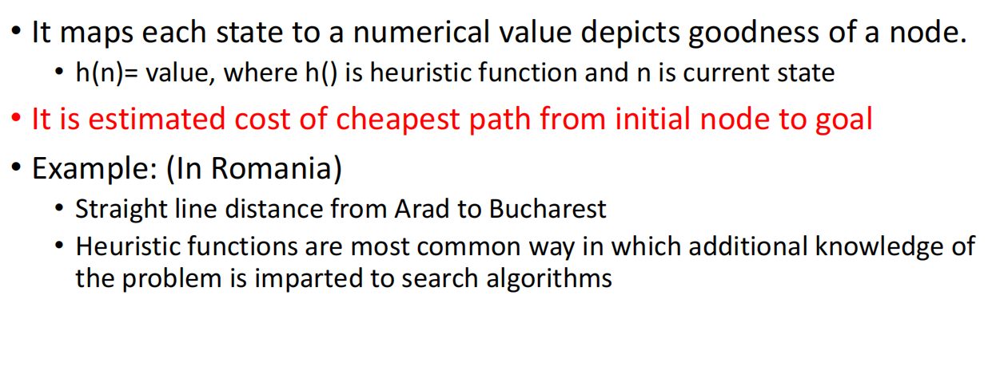 • It maps each state to a numerical value depicts goodness of a node.
• h(n)= value, where h() is heuristic function and n is current state
• It is estimated cost of cheapest path from initial node to goal
• Example: (In Romania)
• Straight line distance from Arad to Bucharest
• Heuristic functions are most common way in which additional knowledge of
the problem is imparted to search algorithms